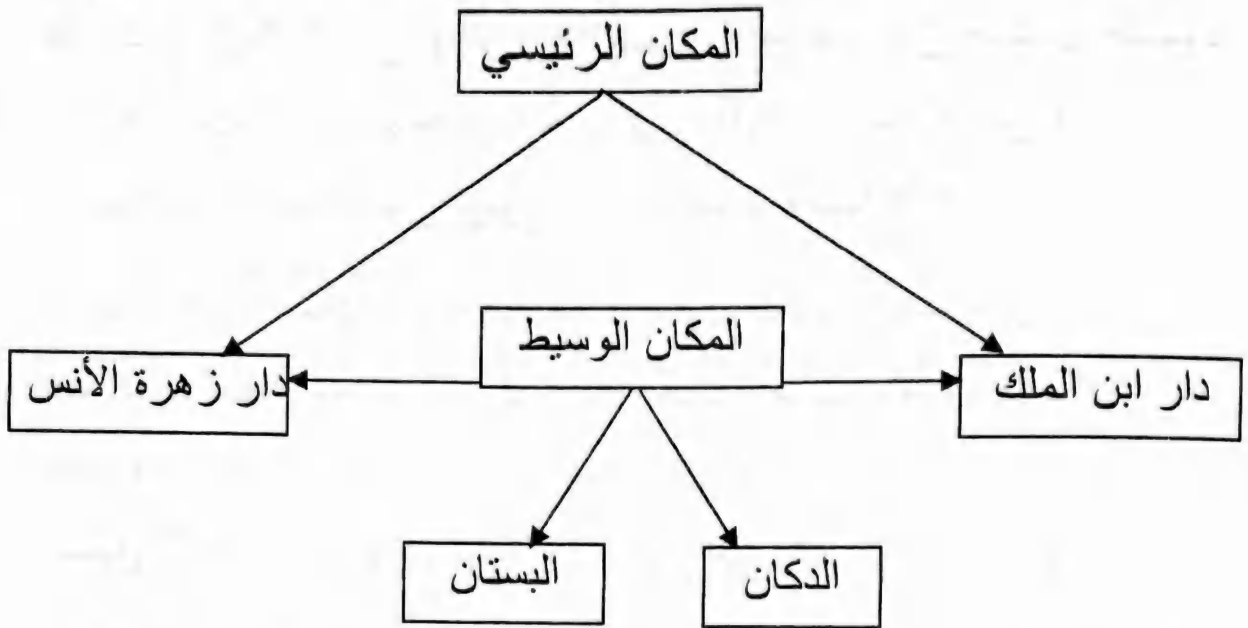 المكان الرئيسي
المكان الوسيط
دار ابن الملك
دار زهرة الأنس
الدكان
البستان